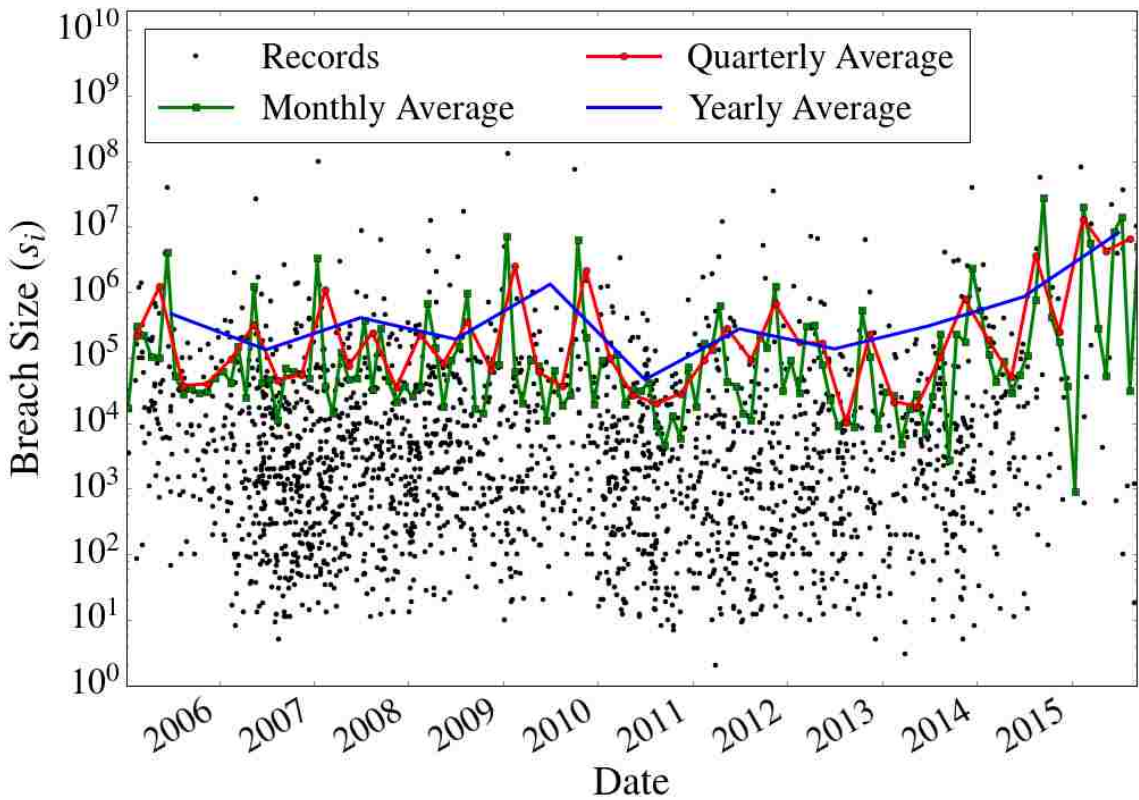 10^10
10^9
10^8
10^7
10^6
10^5
10^4
10^3
10^2
10^1
10^0
Breach Size (s_i)
Records
Monthly Average
Quarterly Average
Yearly Average
2006 2007 2008 2009 2010 2011 2012 2013 2014 2015
Date